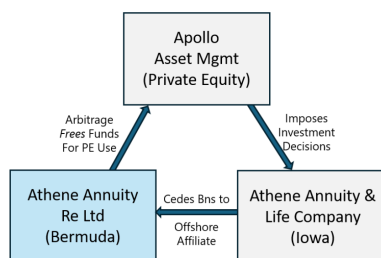 Apollo
Asset Mgmt
(Private Equity)
Arbitrage
Frees Funds
For PE Use
Imposes
Investment
Decisions
Athene Annuity
Re Ltd
(Bermuda)
Cedes Bns to
Offshore
Affiliate
Athene Annuity &
Life Company
(Iowa)